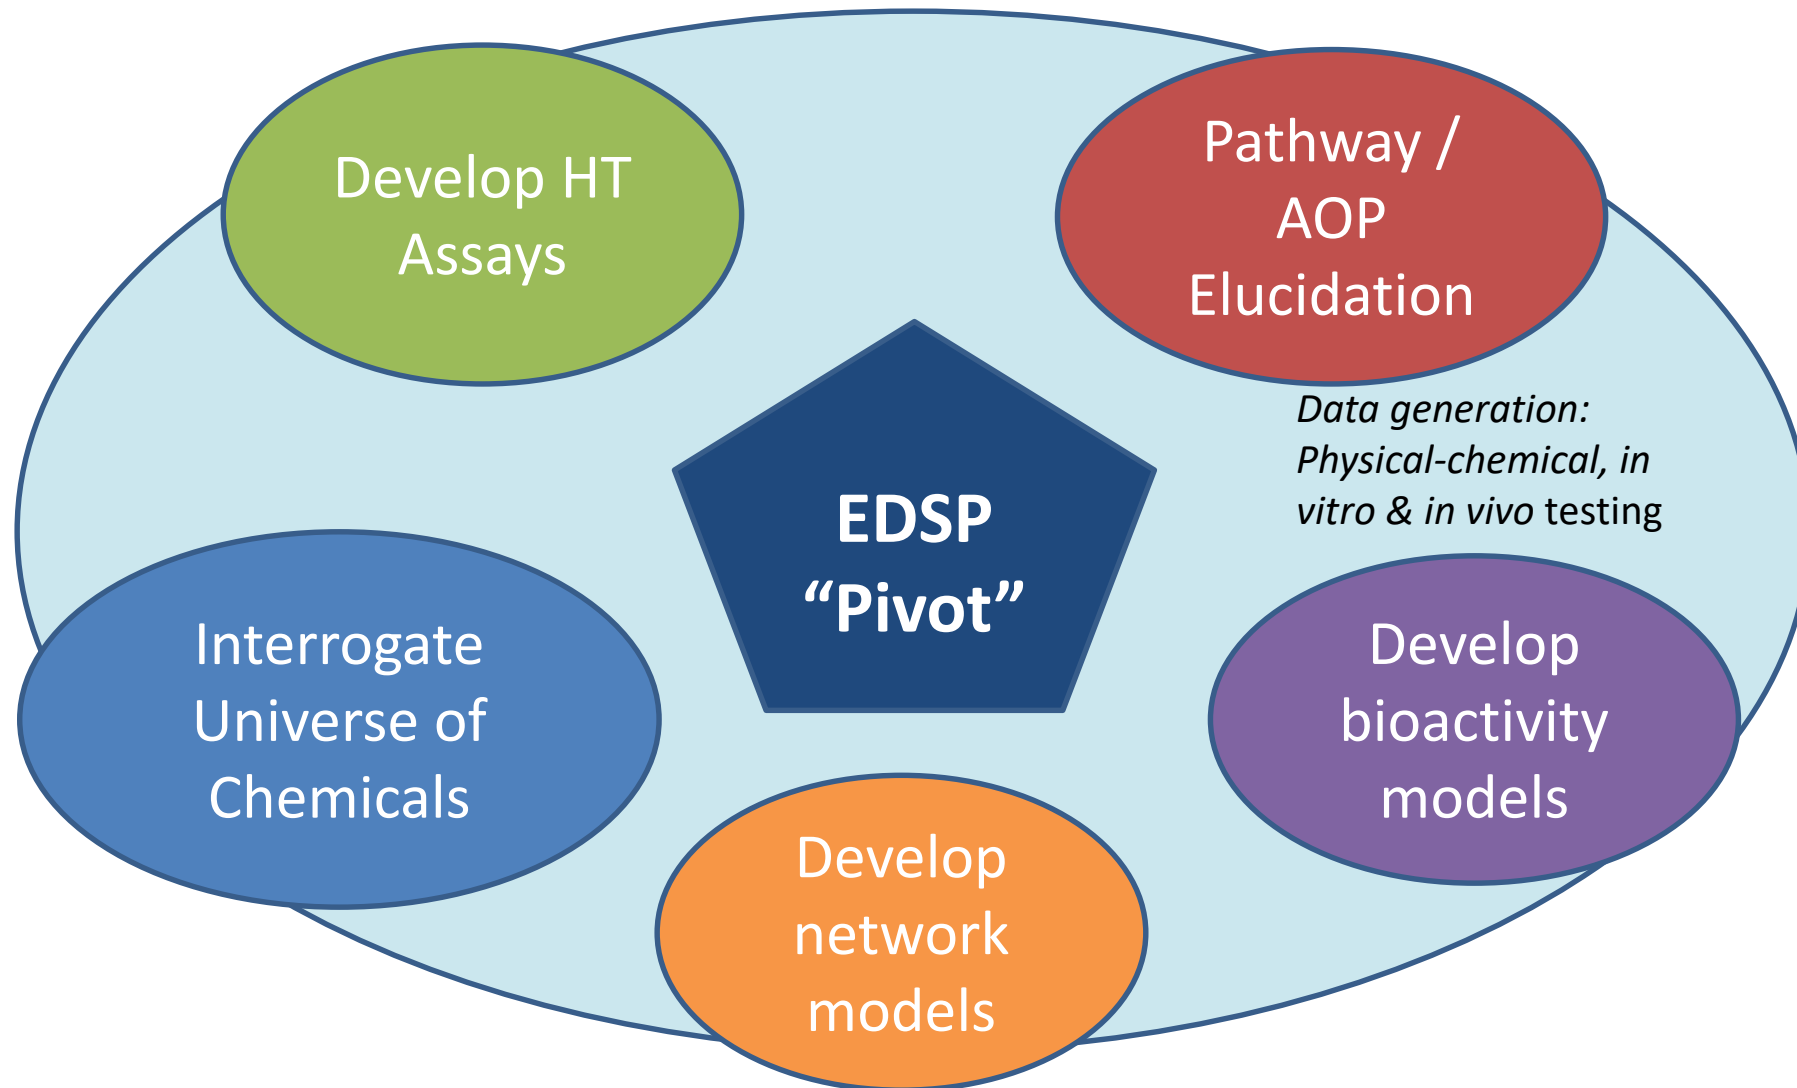 Develop HT
Assays
Pathway /
AOP
Elucidation
Data generation:
Physical-chemical, in
vitro & in vivo testing
EDSP
“Pivot”
Interrogate
Universe of
Chemicals
Develop
bioactivity
models
Develop
network
models